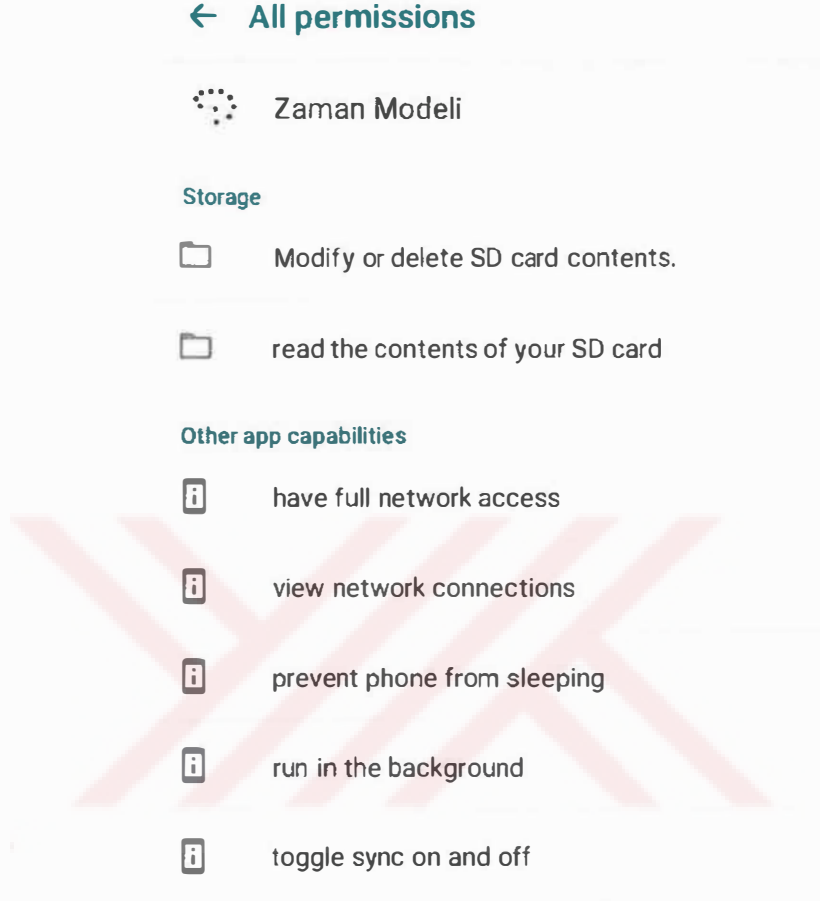 All permissions
Zaman Modeli
Storage
Modify or delete SD card contents.
read the contents of your SD card
Other app capabilities
have full network access
view network connections
prevent phone from sleeping
run in the background
toggle sync on and off